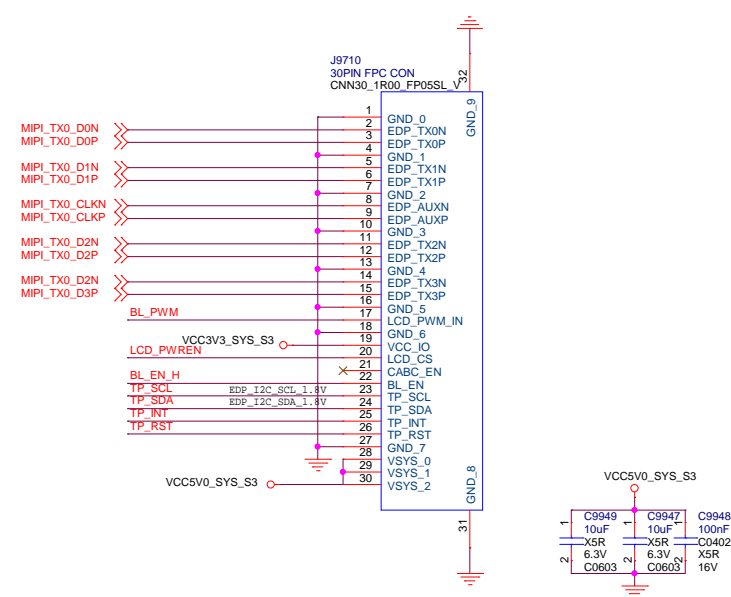 J9710
30PIN FPC CON
CNN30_1R00_FP05SL_V
32
GND_9
1 GND_0
MIPI_TX0_D0N 2 EDP_TX0N
MIPI_TX0_D0P 3 EDP_TX0P
4 GND_1
MIPI_TX0_D1N 5 EDP_TX1N
MIPI_TX0_D1P 6 EDP_TX1P
7 GND_2
MIPI_TX0_CLKN 8 EDP_AUXN
MIPI_TX0_CLKP 9 EDP_AUXP
10 GND_3
MIPI_TX0_D2N 11 EDP_TX2N
MIPI_TX0_D2P 12 EDP_TX2P
13 GND_4
MIPI_TX0_D2N 14 EDP_TX3N
MIPI_TX0_D3P 15 EDP_TX3P
16 GND_5
BL_PWM 17 LCD_PWM_IN
18 GND_6
VCC3V3_SYS_S3 19 VCC_IO
LCD_PWREN 20 LCD_CS
21 CABC_EN
BL_EN_H 22 BL_EN
TP_SCL EDP_I2C_SCL_1.8V 23 TP_SCL
TP_SDA EDP_I2C_SDA_1.8V 24 TP_SDA
TP_INT 25 TP_INT
TP_RST 26 TP_RST
27 GND_7
28 VSYS_0
29 VSYS_1
VCC5V0_SYS_S3 30 VSYS_2
GND_8
31
VCC5V0_SYS_S3
1 C9949 1 C9947 1 C9948
10uF 10uF 100nF
X5R X5R C0402
2 6.3V 2 6.3V 2 X5R
C0603 C0603 16V